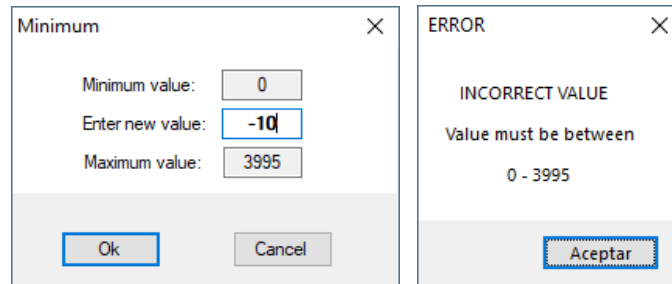 Minimum
Minimum value: 0
Enter new value: -10
Maximum value: 3995
Ok Cancel
ERROR
INCORRECT VALUE
Value must be between
0 - 3995
Aceptar